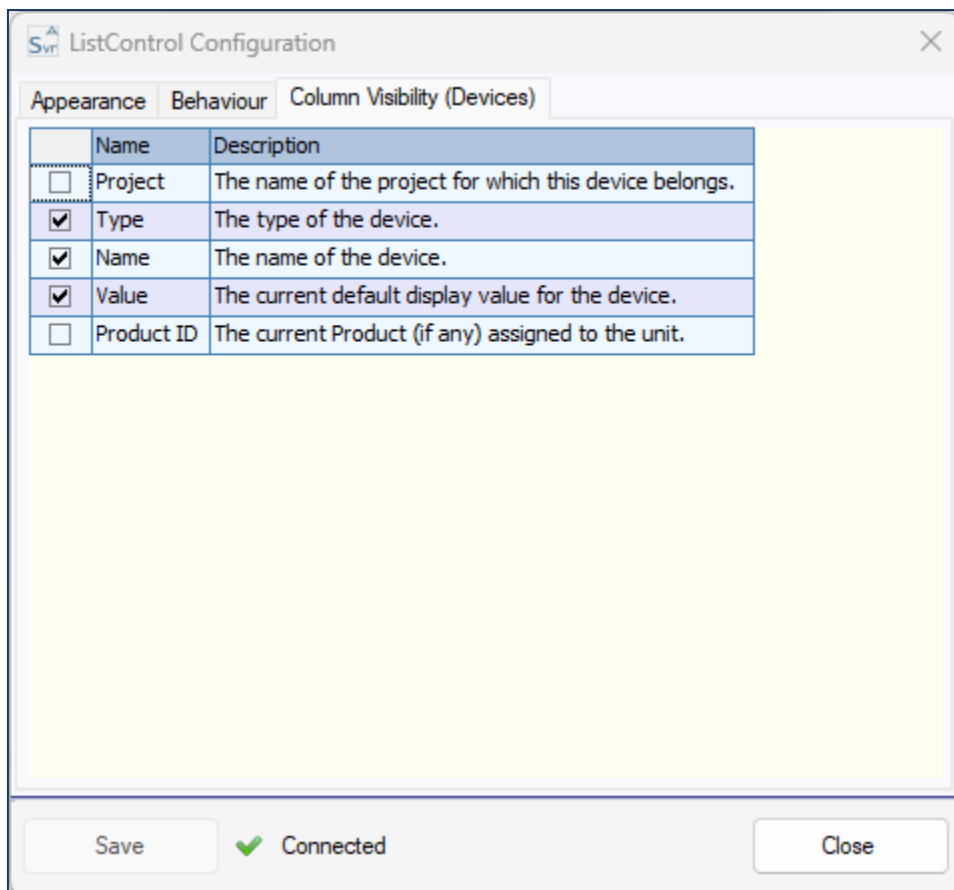 Svr ListControl Configuration
Appearance Behaviour Column Visibility (Devices)
Name Description
Project The name of the project for which this device belongs.
Type The type of the device.
Name The name of the device.
Value The current default display value for the device.
Product ID The current Product (if any) assigned to the unit.
Save Connected Close